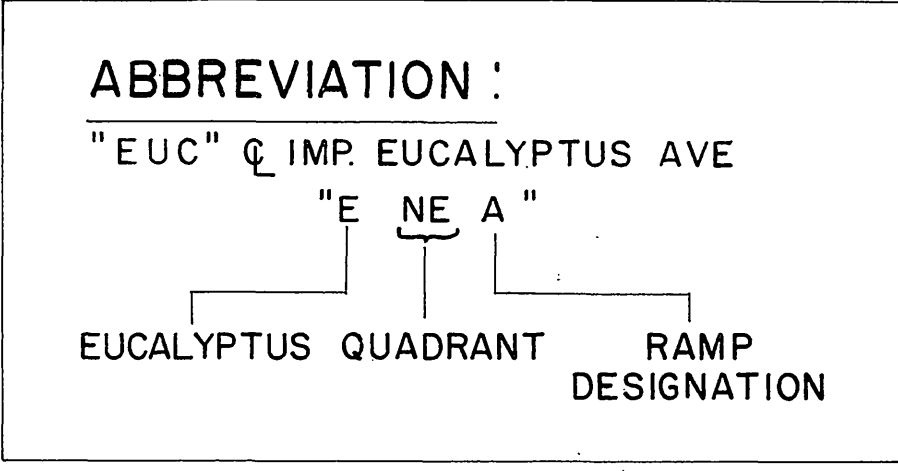 ABBREVIATION :
"EUC" ℄ IMP. EUCALYPTUS AVE
"E NE A"
EUCALYPTUS QUADRANT RAMP
DESIGNATION